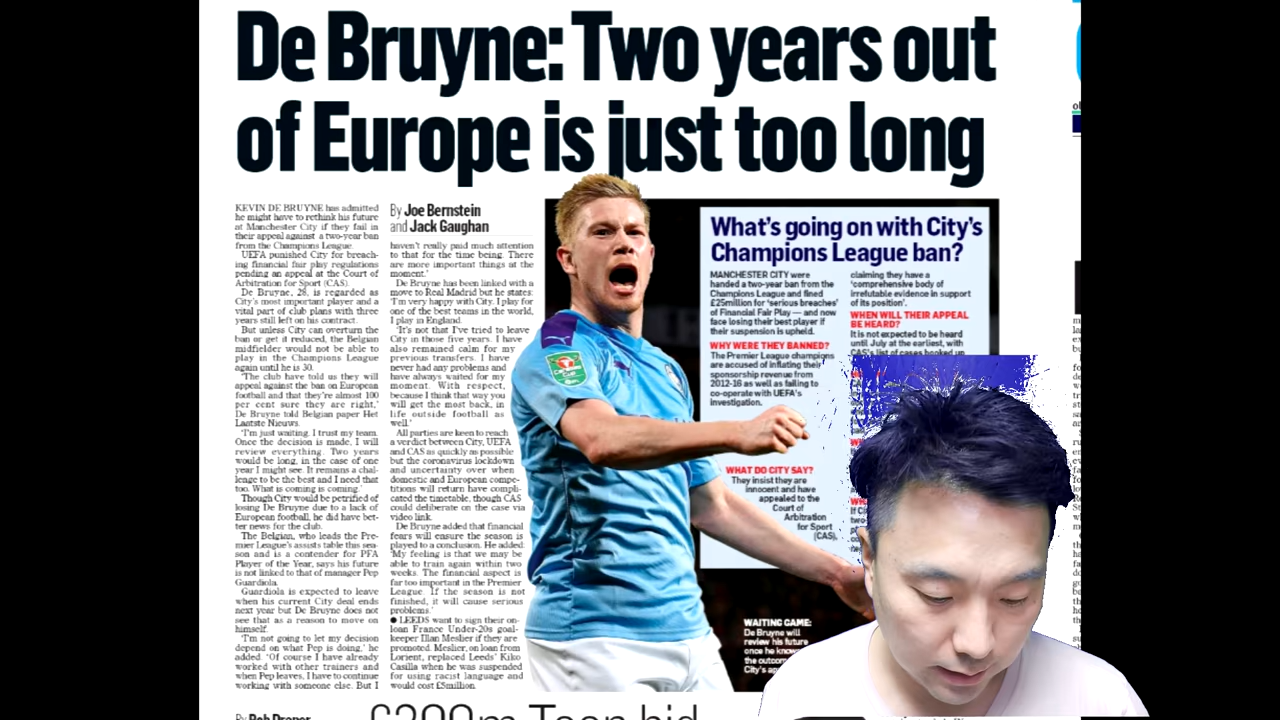 De Bruyne: Two years out
of Europe is just too long
KEVIN DE BRUYNE has admitted
he might have to rethink his future
at Manchester City if they fail in
their appeal against a two-year ban
from the Champions League.
UEFA punished City for breach-
ing financial fair play regulations
pending an appeal at the Court of
Arbitration for Sport (CAS).
De Bruyne, 28, is regarded as
City's most important player and a
vital part of club plans with three
years still left on his contract.
But unless City can overturn the
ban or get it reduced, the Belgian
midfielder would not be able to
play in the Champions League
again until he is 30.
'The club have told us they will
appeal against the ban on European
football and that they're almost 100
per cent sure they are right,'
De Bruyne told Belgian paper Het
Laatste Nieuws.
'I'm just waiting. I trust my team.
Once the decision is made, I will
review everything. Two years
would be long, in the case of one
year I might see. It remains a chal-
lenge to be the best and I need that
too. What is coming is coming.'
Though City would be petrified of
losing De Bruyne due to a lack of
European football, he did have bet-
ter news for the club.
The Belgian, who leads the Pre-
mier League's assists table this sea-
son and is a contender for PFA
Player of the Year, says his future
is not linked to that of manager Pep
Guardiola.
Guardiola is expected to leave
when his current City deal ends
next year but De Bruyne does not
see that as a reason to move on
himself.
'I'm not going to let my decision
depend on what Pep is doing,' he
added. 'Of course I have already
worked with other trainers and
when Pep leaves, I have to continue
working with someone else. But I
By Joe Bernstein
and Jack Gaughan
haven't really paid much attention
to that for the time being. There
are more important things at the
moment.'
De Bruyne has been linked with a
move to Real Madrid but he states:
'I'm very happy with City. I play for
one of the best teams in the world,
I play in England.
'It's not that I've tried to leave
City in those five years. I have
also remained calm for my
previous transfers. I have
never had any problems and
have always waited for my
moment. With respect,
because I think that way you
will get the most back, in
life outside football as
well.'
All parties are keen to reach
a verdict between City, UEFA
and CAS as quickly as possible
but the coronavirus lockdown
and uncertainty over when
domestic and European compe-
titions will return have compli-
cated the timetable, though CAS
could deliberate on the case via
video link.
De Bruyne added that financial
fears will ensure the season is
played to a conclusion. He added:
'My feeling is that we may be
able to train again within two
weeks. The financial aspect is
far too important in the Premier
League. If the season is not
finished, it will cause serious
problems.'
● LEEDS want to sign their on-
loan France Under-20s goal-
keeper Illan Meslier if they are
promoted. Meslier, on loan from
Lorient, replaced Leeds' Kiko
Casilla when he was suspended
for using racist language and
would cost £5million.
CARABAO CUP
What's going on with City's
Champions League ban?
MANCHESTER CITY were
handed a two-year ban from the
Champions League and fined
£25million for 'serious breaches'
of Financial Fair Play — and now
face losing their best player if
their suspension is upheld.
WHY WERE THEY BANNED?
The Premier League champions
are accused of inflating their
sponsorship revenue from
2012-16 as well as failing to
co-operate with UEFA's
investigation.
WHAT DO CITY SAY?
They insist they are
innocent and have
appealed to the
Court of
Arbitration
for Sport
(CAS),
claiming they have a
'comprehensive body of
irrefutable evidence in support
of its position'.
WHEN WILL THEIR APPEAL
BE HEARD?
It is not expected to be heard
until July at the earliest, with
CAS's list of cases booked up
WAITING GAME:
De Bruyne will
review his future
once he knows
the outcome
City's
By Rob Draper
£300m Toon bid